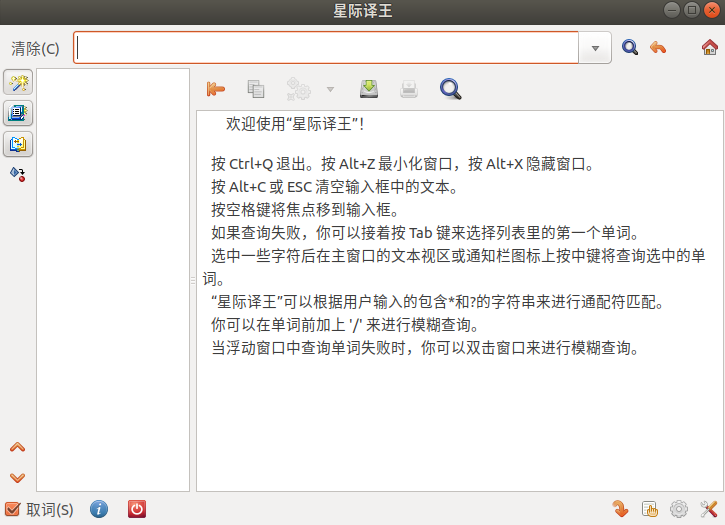 星际译王
清除(C)
欢迎使用“星际译王”！
按 Ctrl+Q 退出。按 Alt+Z 最小化窗口，按 Alt+X 隐藏窗口。
按 Alt+C 或 ESC 清空输入框中的文本。
按空格键将焦点移到输入框。
如果查询失败，你可以接着按 Tab 键来选择列表里的第一个单词。
选中一些字符后在主窗口的文本视区或通知栏图标上按中键将查询选中的单
词。
“星际译王”可以根据用户输入的包含*和?的字符串来进行通配符匹配。
你可以在单词前加上 '/' 来进行模糊查询。
当浮动窗口中查询单词失败时，你可以双击窗口来进行模糊查询。
取词(S)